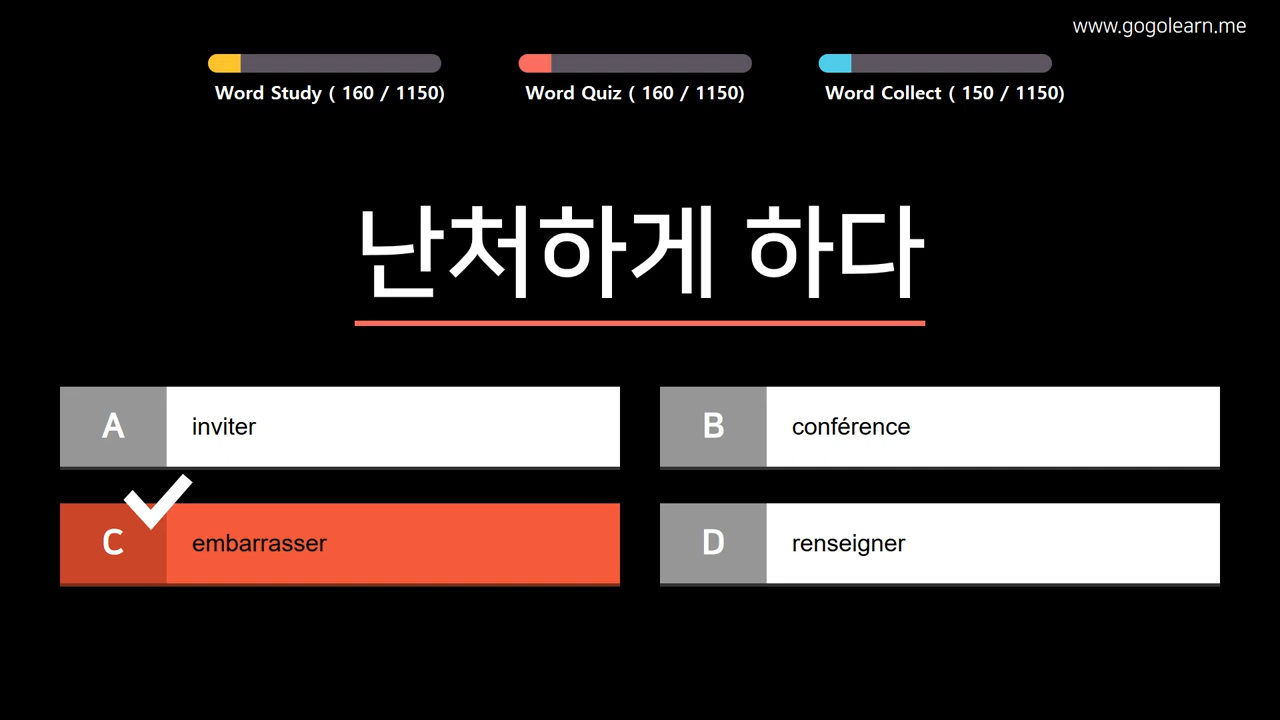 www.gogolearn.me
Word Study ( 160 / 1150)
Word Quiz ( 160 / 1150)
Word Collect ( 150 / 1150)
난처하게 하다
A inviter
B conférence
C embarrasser
D renseigner